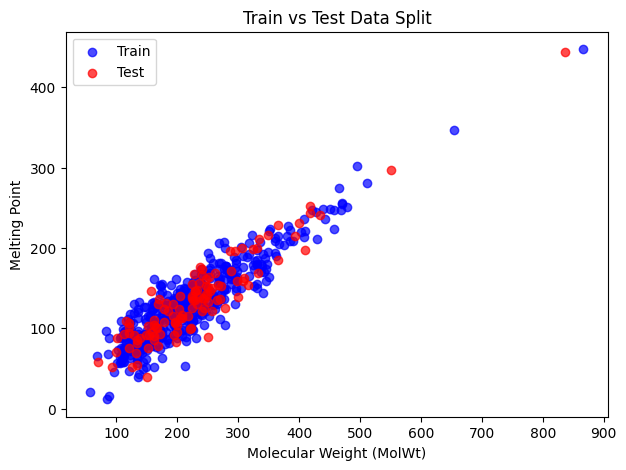 Train vs Test Data Split
Train
Test
Melting Point
400
300
200
100
0
100 200 300 400 500 600 700 800 900
Molecular Weight (MolWt)